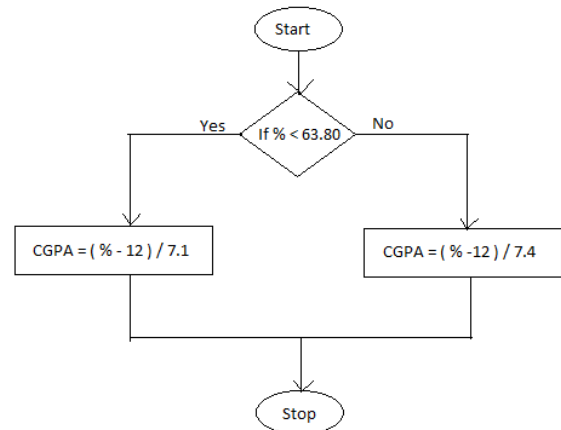 Start
If % < 63.80
Yes
No
CGPA = ( % - 12 ) / 7.1
CGPA = ( % -12 ) / 7.4
Stop